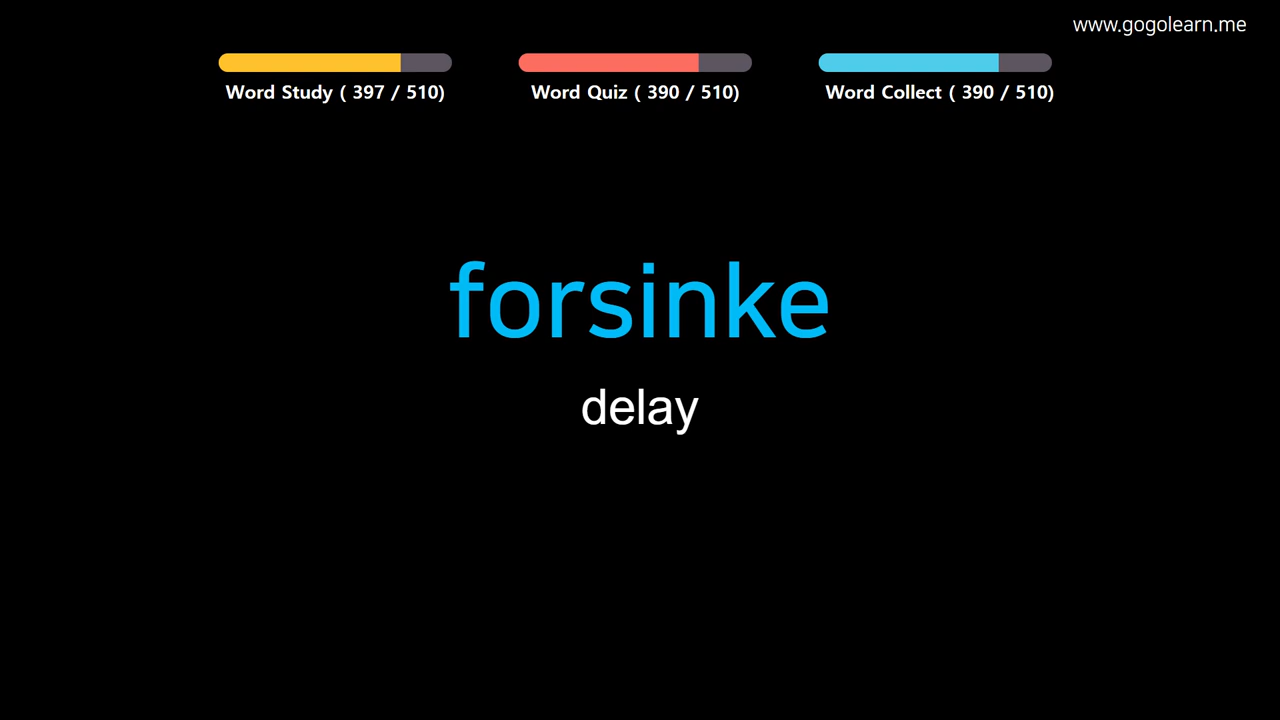 www.gogolearn.me
Word Study ( 397 / 510)
Word Quiz ( 390 / 510)
Word Collect ( 390 / 510)
forsinke
delay